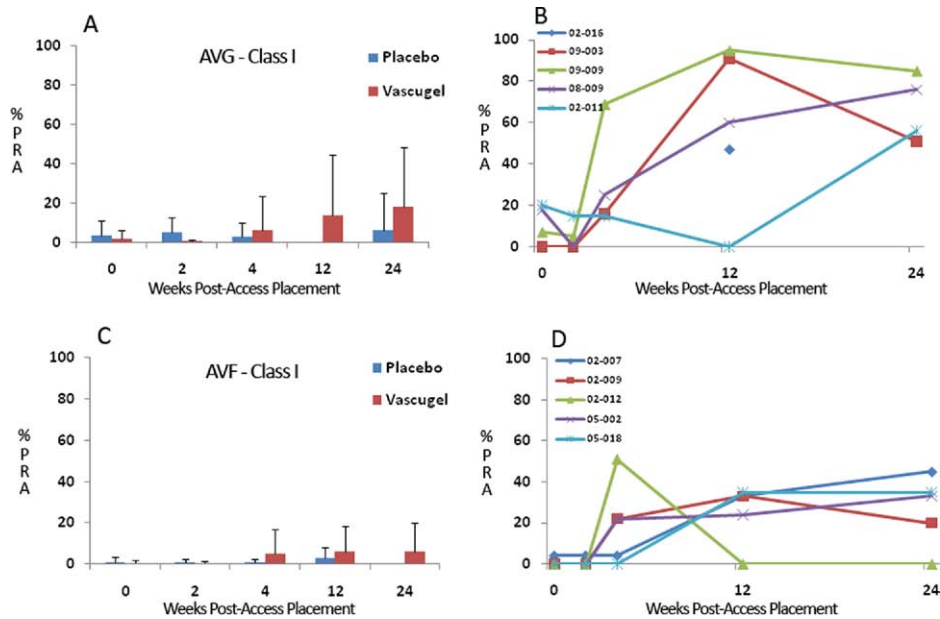 A
AVG - Class I
Placebo
Vascugel
100
80
60
40
20
0
%
P
R
A
0 2 4 12 24
Weeks Post-Access Placement
B
02-016
09-003
09-009
08-009
02-011
100
80
60
40
20
0
%
P
R
A
0 12 24
Weeks Post-Access Placement
C
AVF - Class I
Placebo
Vascugel
100
80
60
40
20
0
%
P
R
A
0 2 4 12 24
Weeks Post-Access Placement
D
02-007
02-009
02-012
05-002
05-018
100
80
60
40
20
0
%
P
R
A
0 12 24
Weeks Post-Access Placement